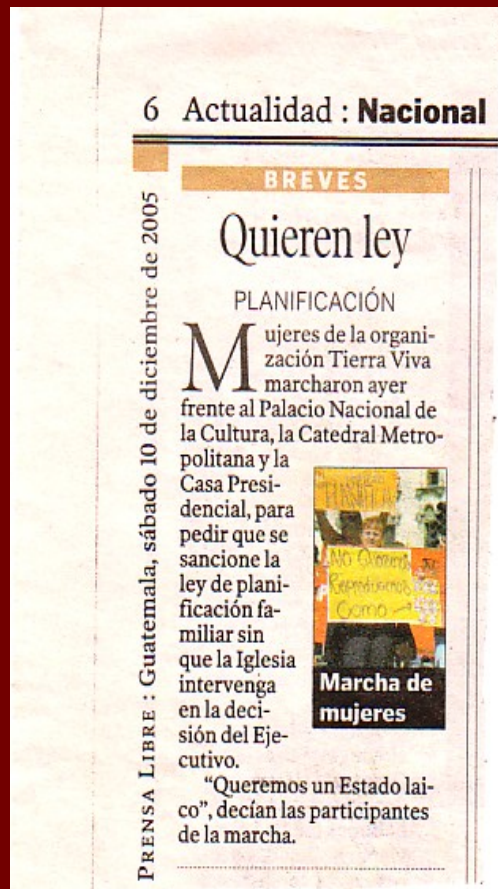 6 Actualidad : Nacional
PRENSA LIBRE : Guatemala, sábado 10 de diciembre de 2005
BREVES
Quieren ley
PLANIFICACIÓN
Mujeres de la organi-
zación Tierra Viva
marcharon ayer
frente al Palacio Nacional de
la Cultura, la Catedral Metro-
politana y la
Casa Presi-
dencial, para
pedir que se
sancione la
ley de plani-
ficación fa-
miliar sin
que la Iglesia
intervenga
en la deci-
sión del Eje-
cutivo.
No Queremos
Reproducirnos
Como
Marcha de
mujeres
“Queremos un Estado lai-
co”, decían las participantes
de la marcha.